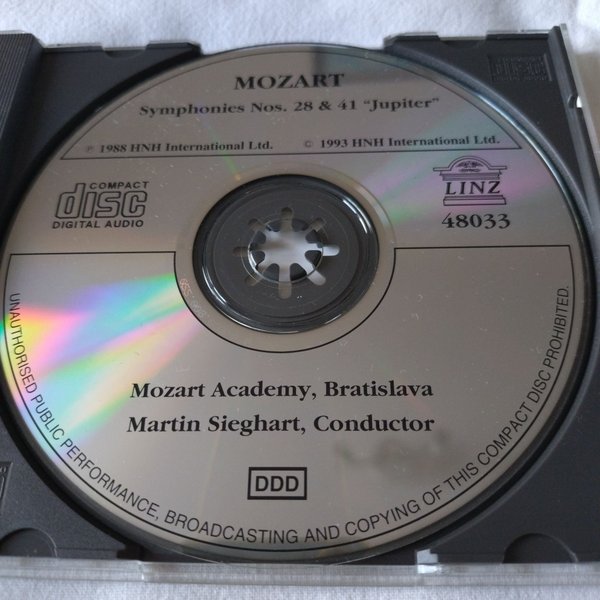 MOZART
Symphonies Nos. 28 & 41 "Jupiter"
℗ 1988 HNH International Ltd. © 1993 HNH International Ltd.
COMPACT
disc
DIGITAL AUDIO
LINZ
48033
Mozart Academy, Bratislava
Martin Sieghart, Conductor
DDD
UNAUTHORISED PUBLIC PERFORMANCE, BROADCASTING AND COPYING OF THIS COMPACT DISC PROHIBITED.